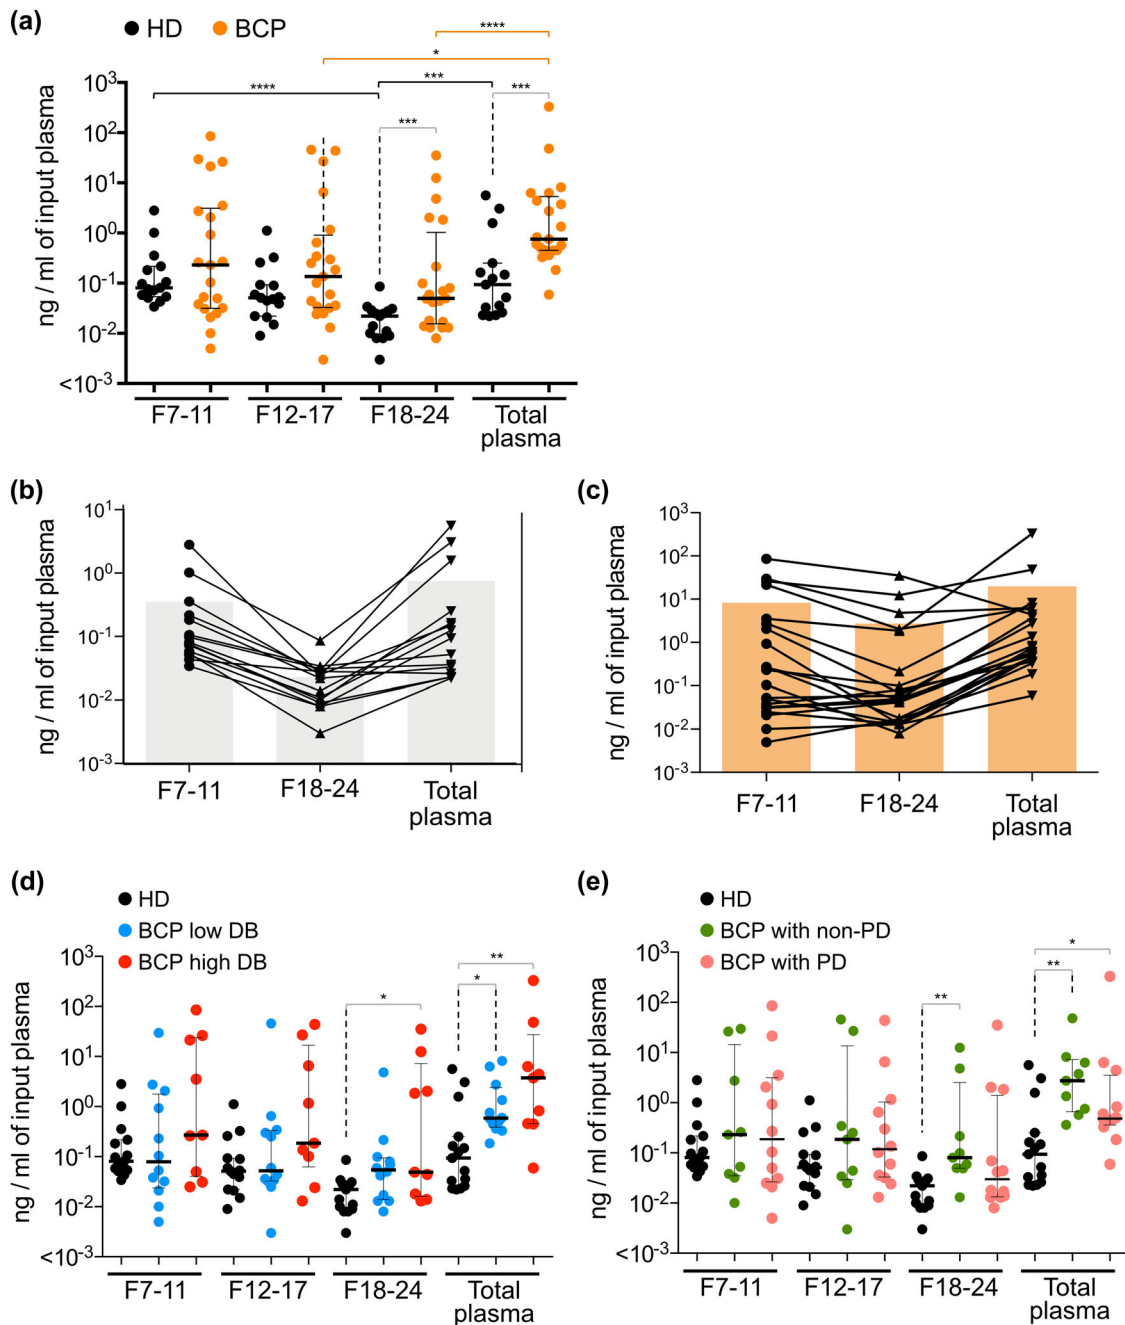 (a)
HD BCP
****
*
**** *** ***
***
ng / ml of input plasma
10³
10²
10¹
10⁰
10⁻¹
10⁻²
<10⁻³
F7-11 F12-17 F18-24 Total
plasma
(b)
ng / ml of input plasma
10¹
10⁰
10⁻¹
10⁻²
10⁻³
F7-11 F18-24 Total
plasma
(c)
ng / ml of input plasma
10³
10²
10¹
10⁰
10⁻¹
10⁻²
10⁻³
F7-11 F18-24 Total
plasma
(d)
HD
BCP low DB
BCP high DB
**
*
*
ng / ml of input plasma
10³
10²
10¹
10⁰
10⁻¹
10⁻²
<10⁻³
F7-11 F12-17 F18-24 Total
plasma
(e)
HD
BCP with non-PD
BCP with PD
*
**
**
ng / ml of input plasma
10³
10²
10¹
10⁰
10⁻¹
10⁻²
<10⁻³
F7-11 F12-17 F18-24 Total
plasma